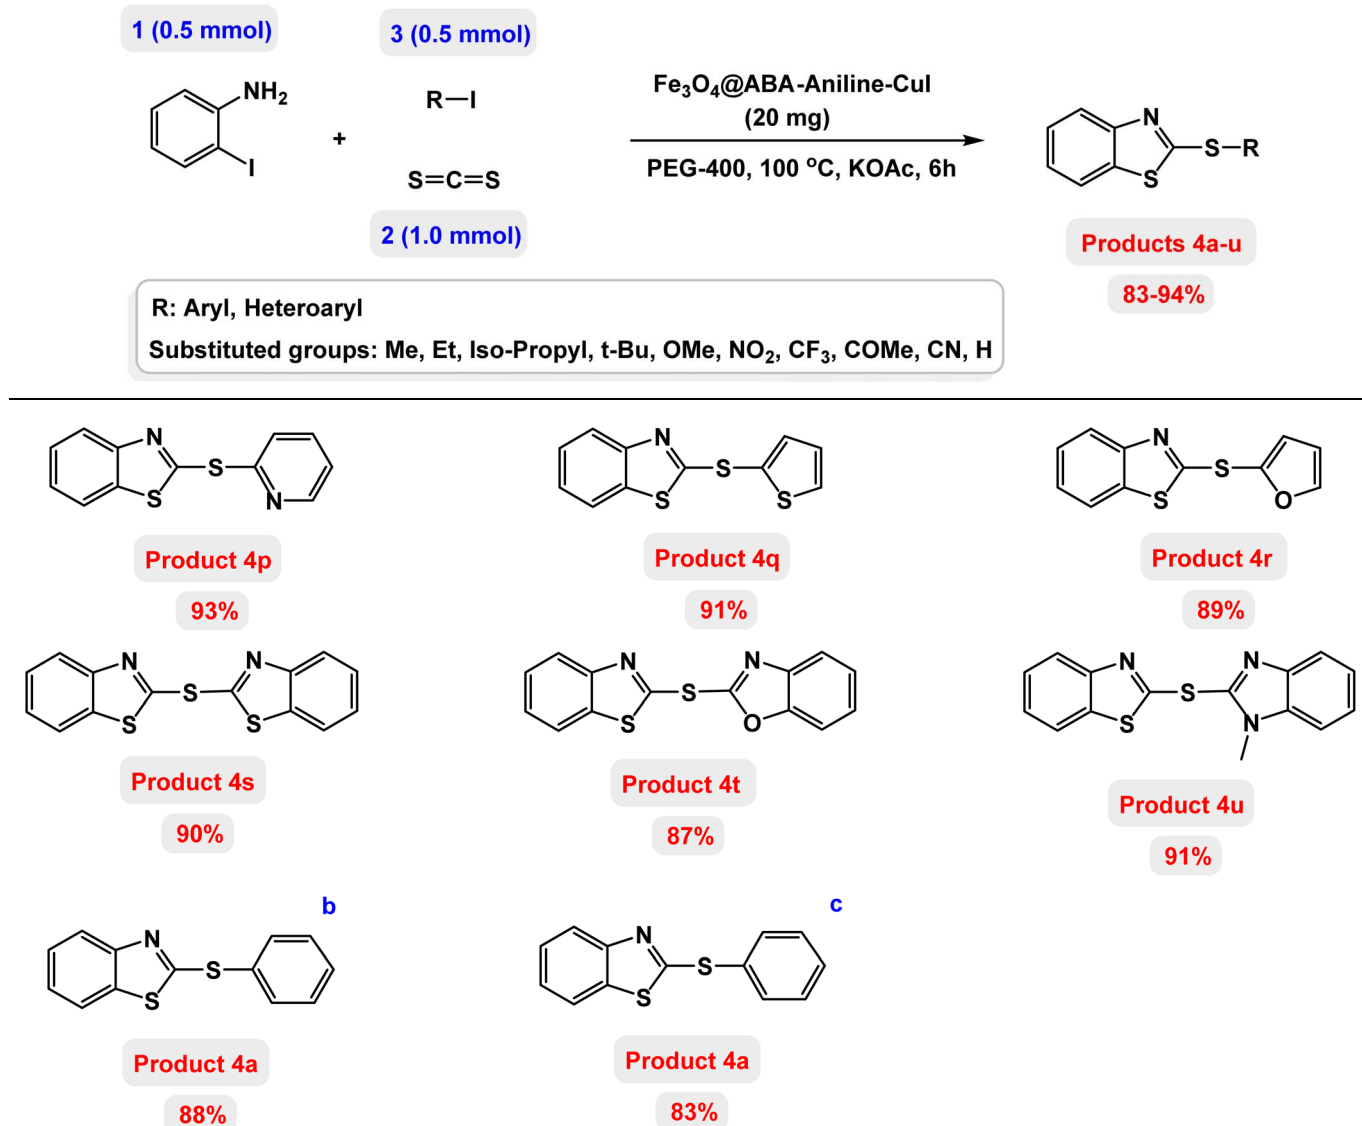 1 (0.5 mmol)
3 (0.5 mmol)
NH2
I
+
R—I
S=C=S
2 (1.0 mmol)
Fe3O4@ABA-Aniline-CuI
(20 mg)
PEG-400, 100 °C, KOAc, 6h
N
S
S—R
Products 4a-u
83-94%
R: Aryl, Heteroaryl
Substituted groups: Me, Et, Iso-Propyl, t-Bu, OMe, NO2, CF3, COMe, CN, H
N S S N
N S S S
N S S O
Product 4p
Product 4q
Product 4r
93%
91%
89%
N S S N S
N S S N O
N S S N N
Product 4s
Product 4t
Product 4u
90%
87%
91%
b
c
N S S
N S S
Product 4a
Product 4a
88%
83%